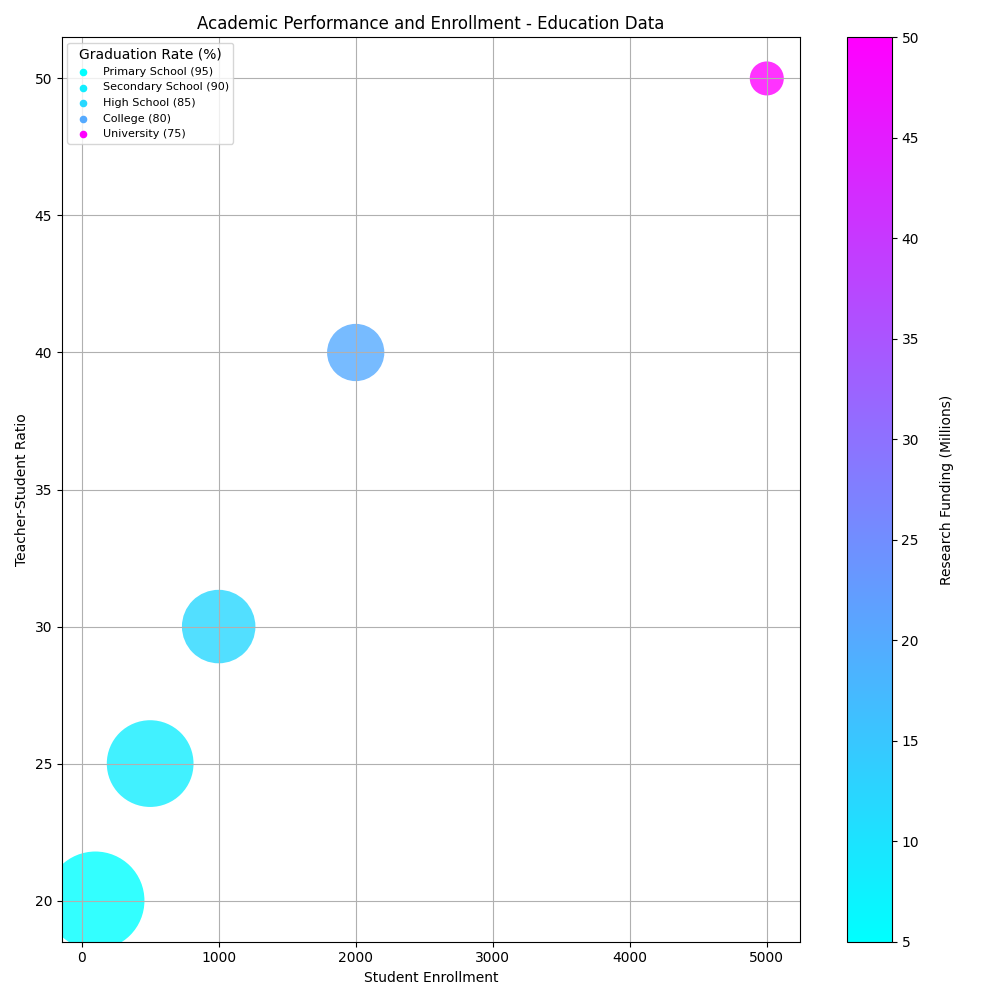 Academic Performance and Enrollment - Education Data
Graduation Rate (%)
Primary School (95)
Secondary School (90)
High School (85)
College (80)
University (75)
50
45
40
35
30
25
20
Teacher-Student Ratio
0 1000 2000 3000 4000 5000
Student Enrollment
50
45
40
35
30
25
20
15
10
5
Research Funding (Millions)